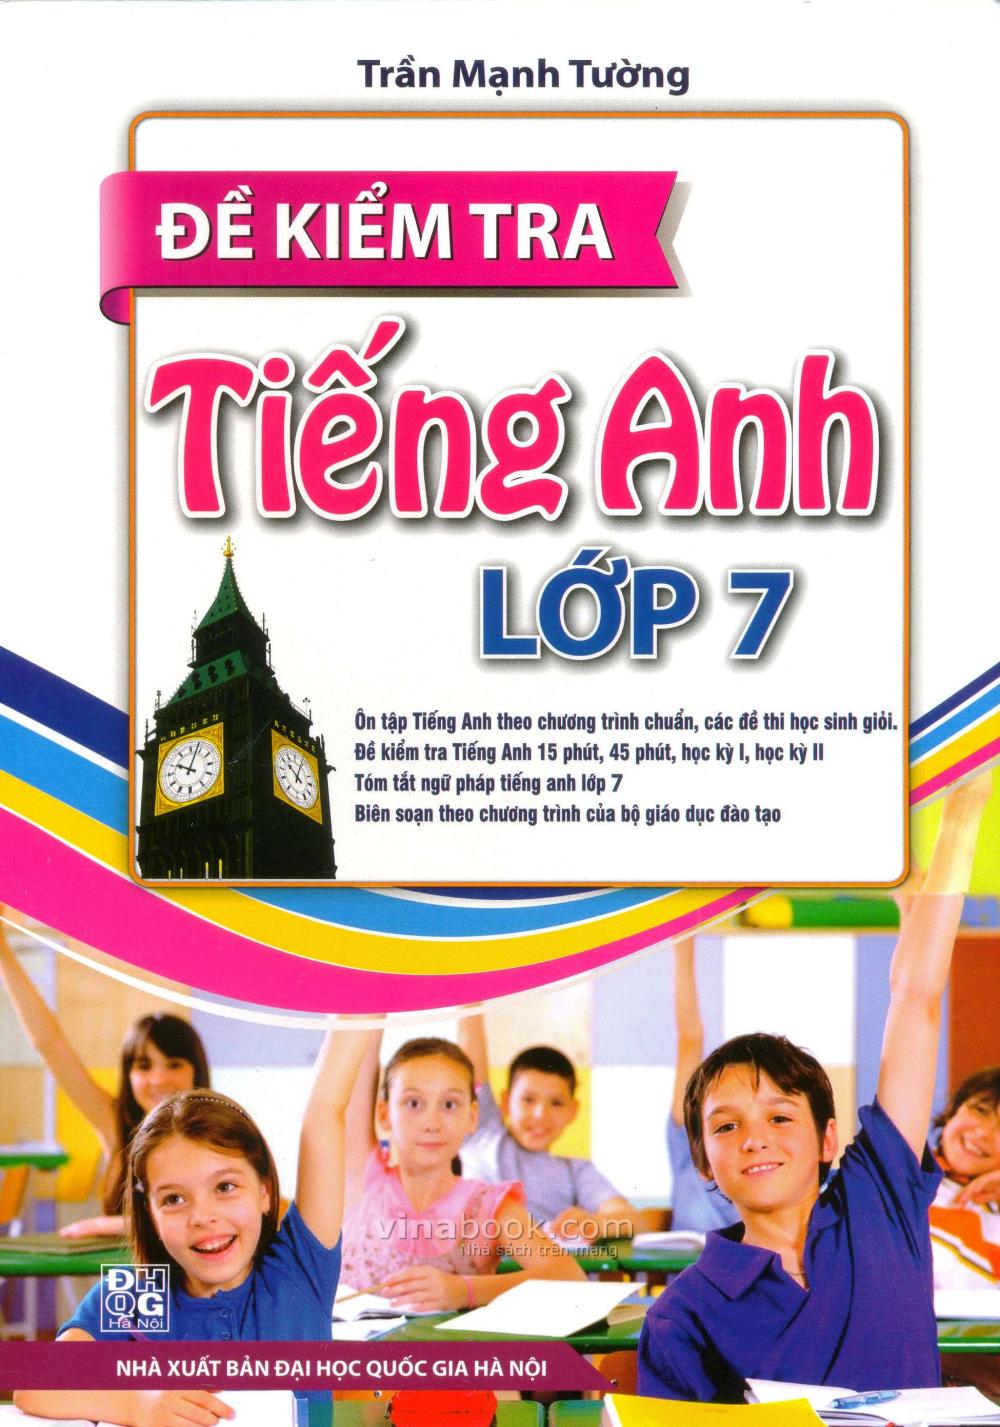 Trần Mạnh Tường
ĐỀ KIỂM TRA
Tiếng Anh
LỚP 7
Ôn tập Tiếng Anh theo chương trình chuẩn, các đề thi học sinh giỏi.
Đề kiểm tra Tiếng Anh 15 phút, 45 phút, học kỳ I, học kỳ II
Tóm tắt ngữ pháp tiếng anh lớp 7
Biên soạn theo chương trình của bộ giáo dục đào tạo
vinabook.com
Nhà sách trên mạng
ĐH
QG
Hà Nội
NHÀ XUẤT BẢN ĐẠI HỌC QUỐC GIA HÀ NỘI